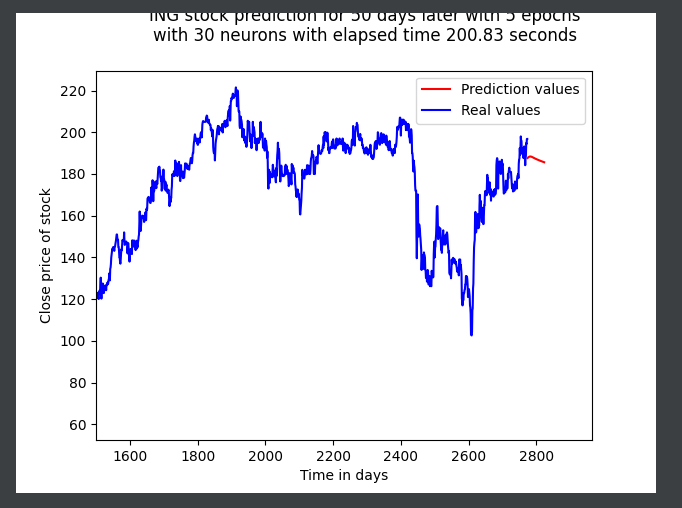 ING stock prediction for 50 days later with 5 epochs
with 30 neurons with elapsed time 200.83 seconds
Prediction values
Real values
220
200
180
160
140
120
100
80
60
Close price of stock
1600 1800 2000 2200 2400 2600 2800
Time in days